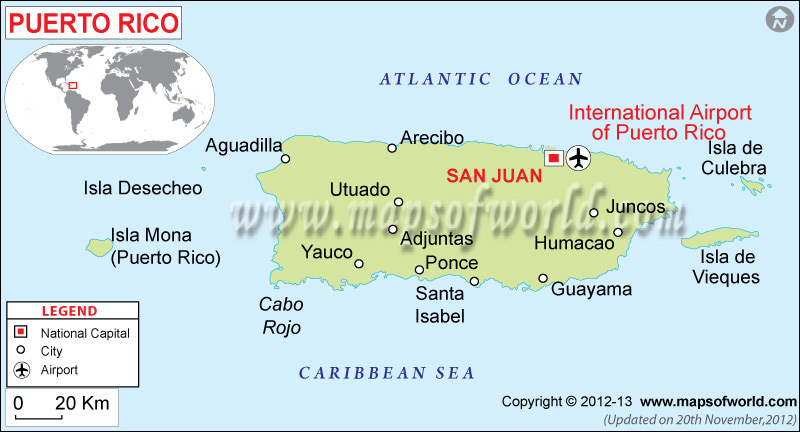 PUERTO RICO
N
ATLANTIC OCEAN
International Airport
of Puerto Rico
Aguadilla
Arecibo
Isla de
Culebra
SAN JUAN
Isla Desecheo
Utuado
Juncos
www.mapsofworld.com
Isla Mona
(Puerto Rico)
Adjuntas
Humacao
Yauco
Ponce
Isla de
Vieques
Santa
Isabel
Guayama
Cabo
Rojo
LEGEND
National Capital
City
Airport
CARIBBEAN SEA
0 20 Km
Copyright © 2012-13 www.mapsofworld.com
(Updated on 20th November,2012)